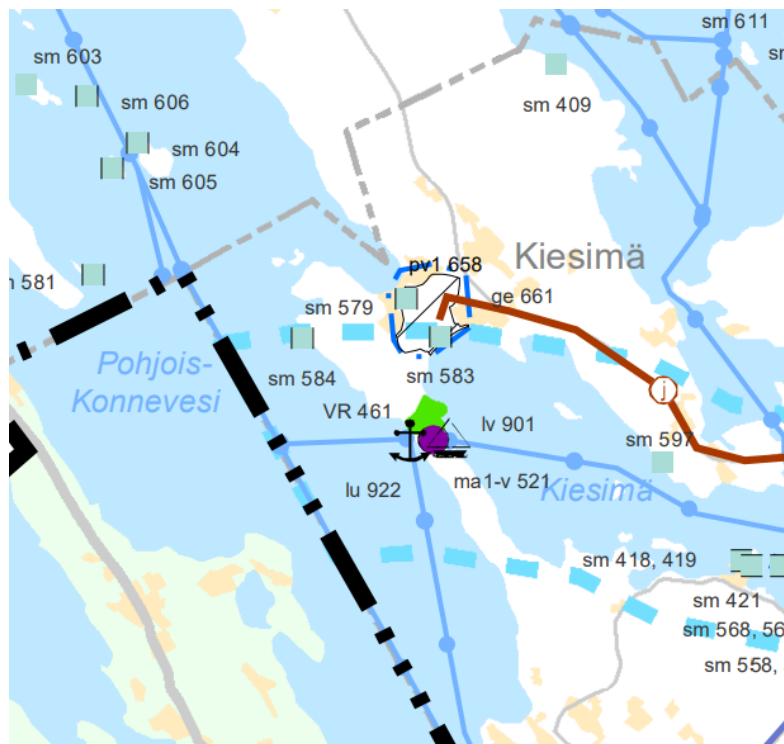 sm 611
sm 603
sm 606
sm 409
sm 604
sm 605
Kiesimä
pv1 658
581
sm 579
ge 661
Pohjois-
Konnevesi
sm 584
sm 583
VR 461
lv 901
sm 597
lu 922
ma1-v 521
Kiesimä
sm 418, 419
sm 421
sm 568, 56
sm 558,
j